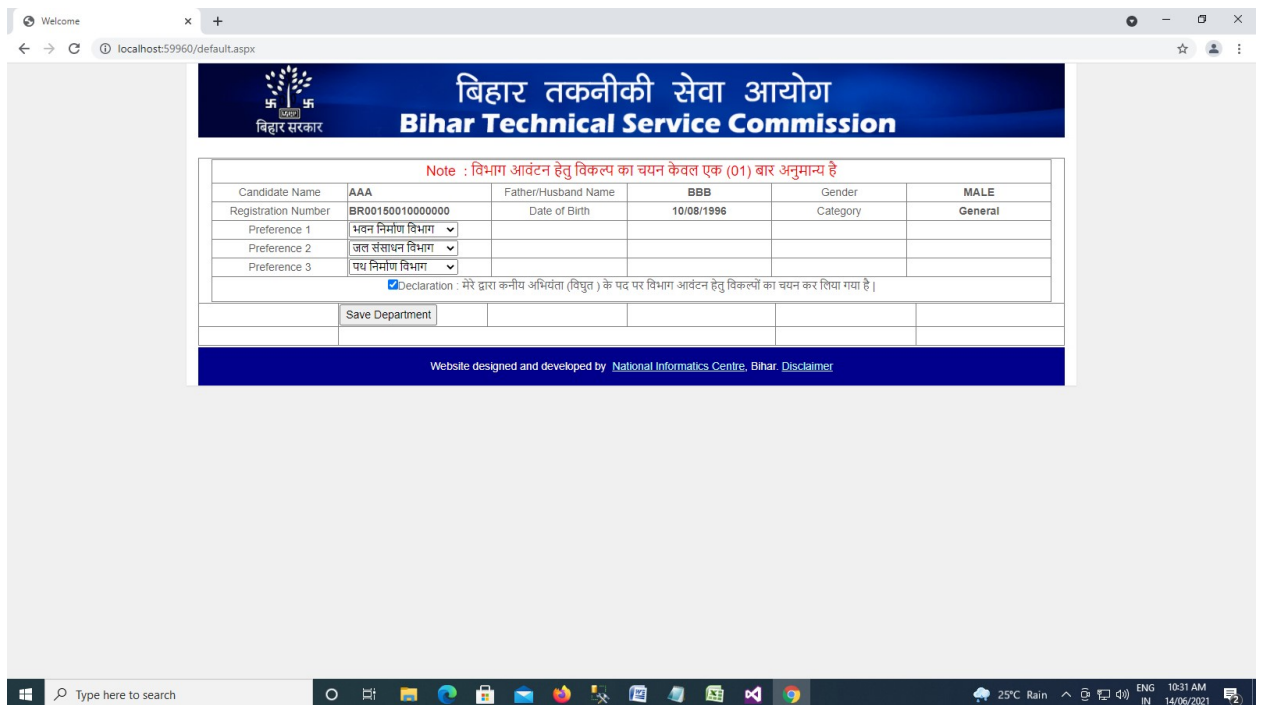 Welcome
localhost:59960/default.aspx
बिहार सरकार
बिहार तकनीकी सेवा आयोग
Bihar Technical Service Commission
Note : विभाग आवंटन हेतु विकल्प का चयन केवल एक (01) बार अनुमान्य है
Candidate Name AAA Father/Husband Name BBB Gender MALE
Registration Number BR00150010000000 Date of Birth 10/08/1996 Category General
Preference 1 भवन निर्माण विभाग
Preference 2 जल संसाधन विभाग
Preference 3 पथ निर्माण विभाग
Declaration : मेरे द्वारा कनीय अभियंता (विघुत ) के पद पर विभाग आवंटन हेतु विकल्पों का चयन कर लिया गया है |
Save Department
Website designed and developed by National Informatics Centre, Bihar. Disclaimer
Type here to search
25°C Rain
ENG
IN
10:31 AM
14/06/2021
2